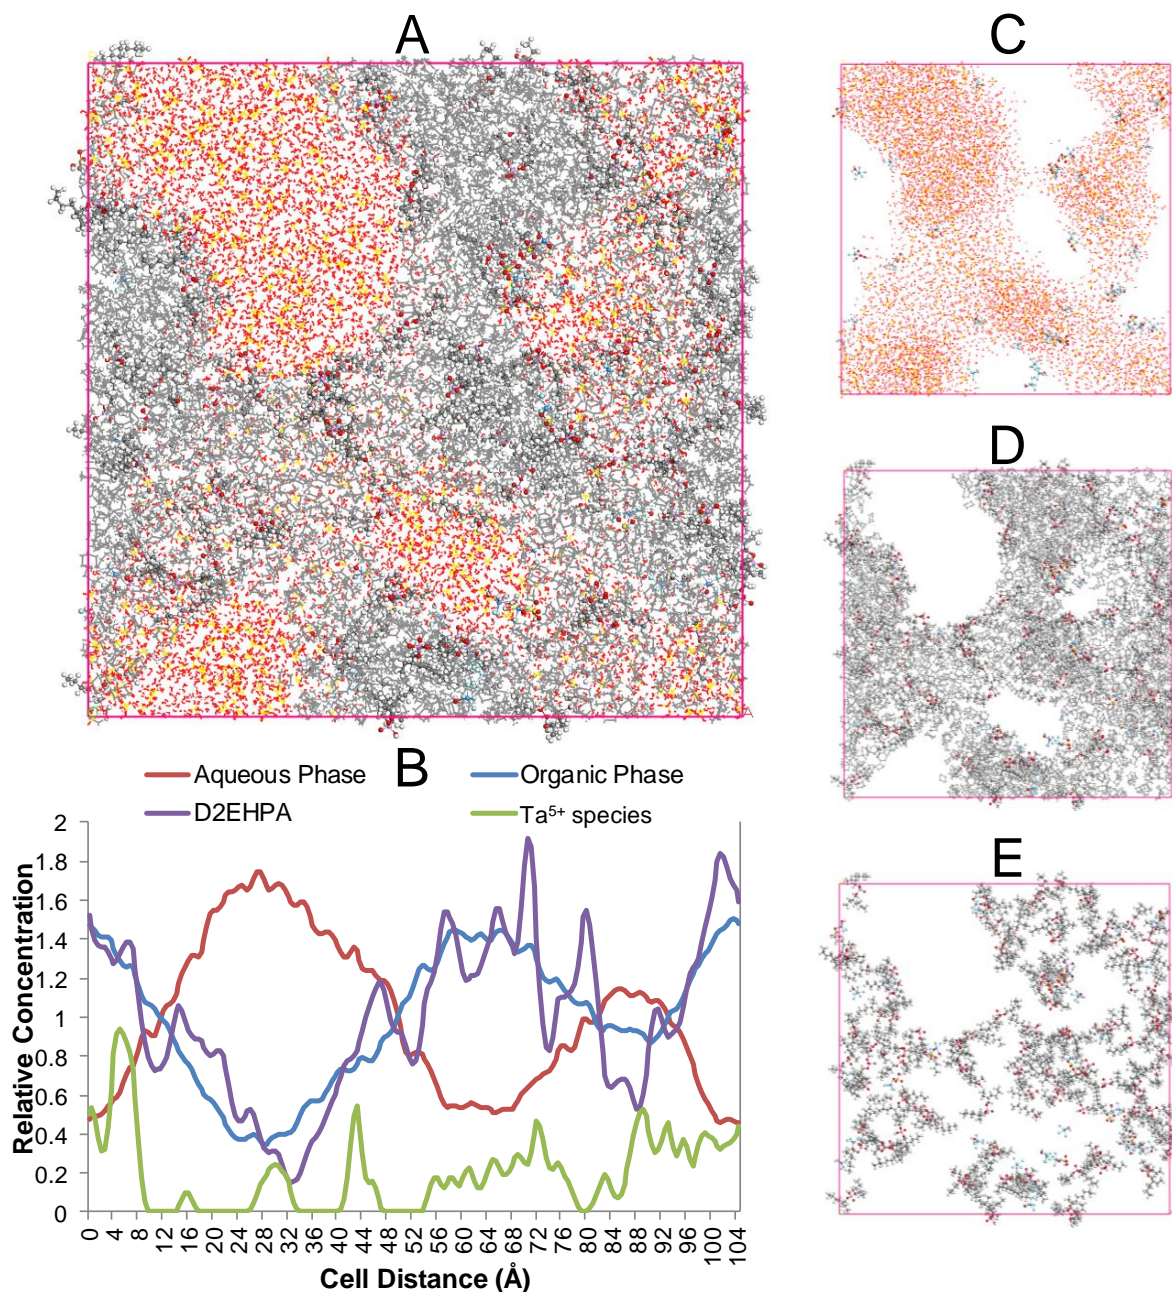 A
C
D
B
Aqueous Phase
Organic Phase
D2EHPA
Ta⁵⁺ species
E
Relative Concentration
2
1.8
1.6
1.4
1.2
1
0.8
0.6
0.4
0.2
0
0 4 8 12 16 20 24 28 32 36 40 44 48 52 56 60 64 68 72 76 80 84 88 92 96 100 104
Cell Distance (Å)